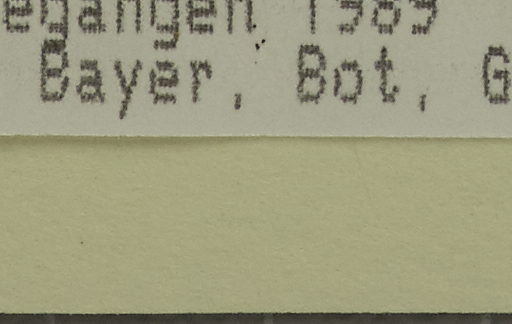 egangen 1989
Bayer, Bot, G